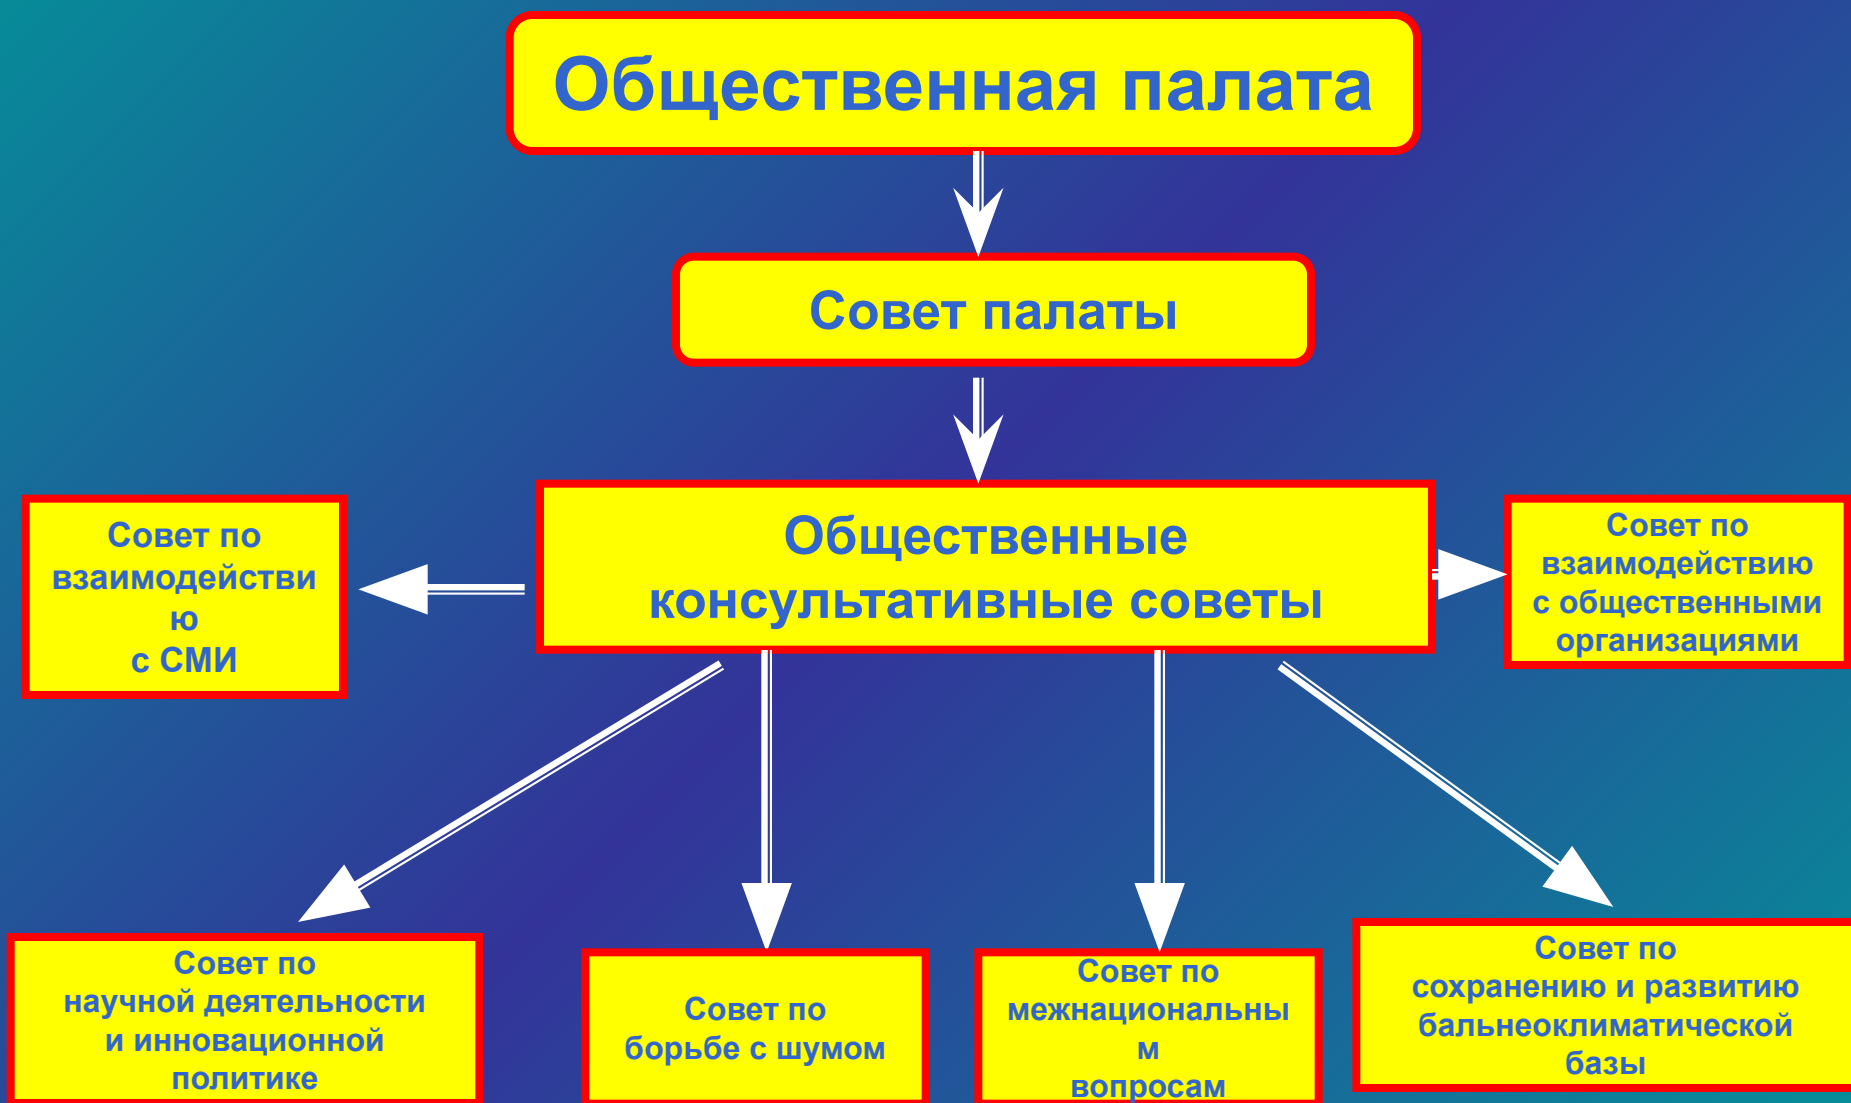 Общественная палата
Совет палаты
Общественные
консультативные советы
Совет по
взаимодействи
ю
с СМИ
Совет по
взаимодействию
с общественными
организациями
Совет по
научной деятельности
и инновационной
политике
Совет по
борьбе с шумом
Совет по
межнациональны
м
вопросам
Совет по
сохранению и развитию
бальнеоклиматической
базы